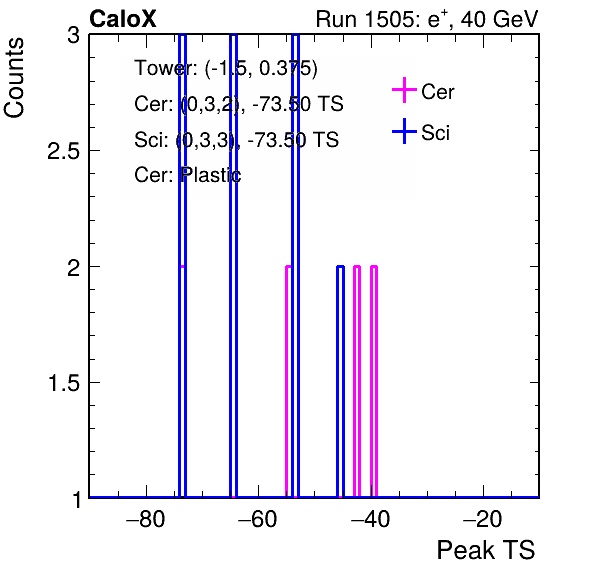 CaloX Run 1505: e+, 40 GeV
Counts
3
2.5
2
1.5
1
Tower: (-1.5, 0.375)
Cer: (0,3,2), -73.50 TS
Sci: (0,3,3), -73.50 TS
Cer: Plastic
Cer
Sci
−80 −60 −40 −20
Peak TS